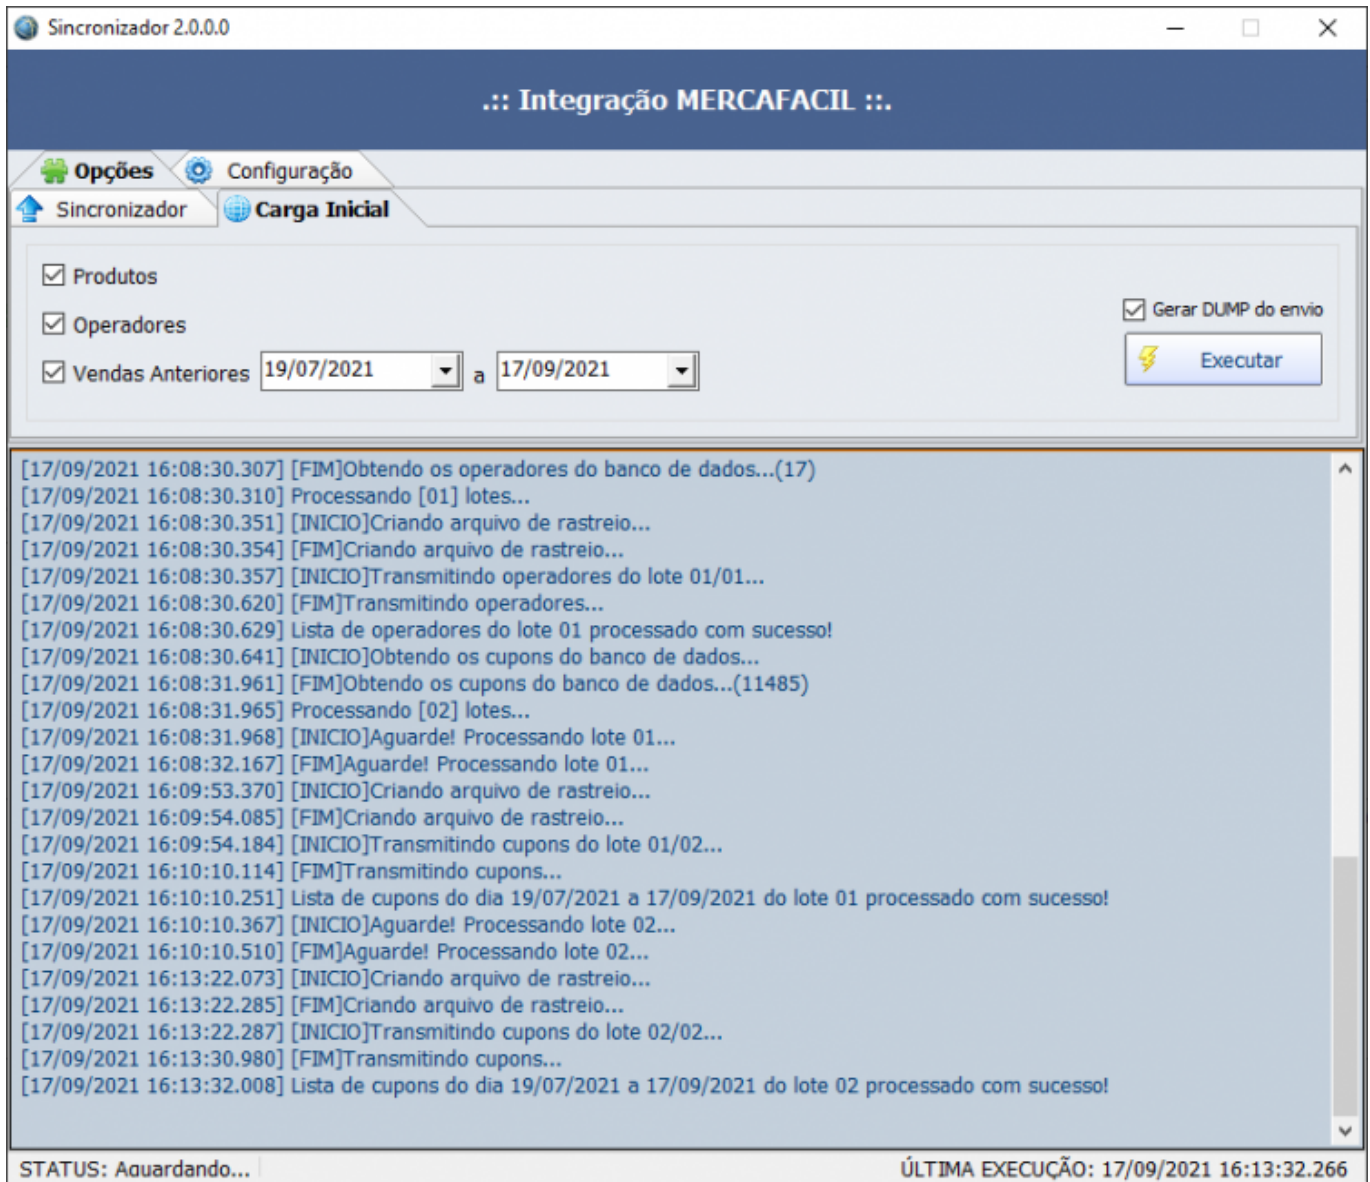 Sincronizador 2.0.0.0
.:: Integração MERCAFACIL ::.
Opções Configuração
Sincronizador Carga Inicial
Produtos
Gerar DUMP do envio
Operadores
Executar
Vendas Anteriores 19/07/2021 a 17/09/2021
[17/09/2021 16:08:30.307] [FIM]Obtendo os operadores do banco de dados...(17)
[17/09/2021 16:08:30.310] Processando [01] lotes...
[17/09/2021 16:08:30.351] [INICIO]Criando arquivo de rastreio...
[17/09/2021 16:08:30.354] [FIM]Criando arquivo de rastreio...
[17/09/2021 16:08:30.357] [INICIO]Transmitindo operadores do lote 01/01...
[17/09/2021 16:08:30.620] [FIM]Transmitindo operadores...
[17/09/2021 16:08:30.629] Lista de operadores do lote 01 processado com sucesso!
[17/09/2021 16:08:30.641] [INICIO]Obtendo os cupons do banco de dados...
[17/09/2021 16:08:31.961] [FIM]Obtendo os cupons do banco de dados...(11485)
[17/09/2021 16:08:31.965] Processando [02] lotes...
[17/09/2021 16:08:31.968] [INICIO]Aguarde! Processando lote 01...
[17/09/2021 16:08:32.167] [FIM]Aguarde! Processando lote 01...
[17/09/2021 16:09:53.370] [INICIO]Criando arquivo de rastreio...
[17/09/2021 16:09:54.085] [FIM]Criando arquivo de rastreio...
[17/09/2021 16:09:54.184] [INICIO]Transmitindo cupons do lote 01/02...
[17/09/2021 16:10:10.114] [FIM]Transmitindo cupons...
[17/09/2021 16:10:10.251] Lista de cupons do dia 19/07/2021 a 17/09/2021 do lote 01 processado com sucesso!
[17/09/2021 16:10:10.367] [INICIO]Aguarde! Processando lote 02...
[17/09/2021 16:10:10.510] [FIM]Aguarde! Processando lote 02...
[17/09/2021 16:13:22.073] [INICIO]Criando arquivo de rastreio...
[17/09/2021 16:13:22.285] [FIM]Criando arquivo de rastreio...
[17/09/2021 16:13:22.287] [INICIO]Transmitindo cupons do lote 02/02...
[17/09/2021 16:13:30.980] [FIM]Transmitindo cupons...
[17/09/2021 16:13:32.008] Lista de cupons do dia 19/07/2021 a 17/09/2021 do lote 02 processado com sucesso!
STATUS: Aguardando... ÚLTIMA EXECUÇÃO: 17/09/2021 16:13:32.266